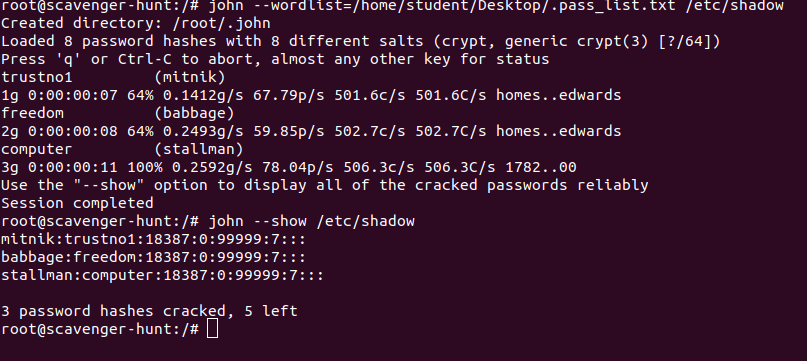 root@scavenger-hunt:/# john --wordlist=/home/student/Desktop/.pass_list.txt /etc/shadow
Created directory: /root/.john
Loaded 8 password hashes with 8 different salts (crypt, generic crypt(3) [?/64])
Press 'q' or Ctrl-C to abort, almost any other key for status
trustno1         (mitnik)
1g 0:00:00:07 64% 0.1412g/s 67.79p/s 501.6c/s 501.6C/s homes..edwards
freedom          (babbage)
2g 0:00:00:08 64% 0.2493g/s 59.85p/s 502.7c/s 502.7C/s homes..edwards
computer         (stallman)
3g 0:00:00:11 100% 0.2592g/s 78.04p/s 506.3c/s 506.3C/s 1782..00
Use the "--show" option to display all of the cracked passwords reliably
Session completed
root@scavenger-hunt:/# john --show /etc/shadow
mitnik:trustno1:18387:0:99999:7:::
babbage:freedom:18387:0:99999:7:::
stallman:computer:18387:0:99999:7:::
3 password hashes cracked, 5 left
root@scavenger-hunt:/#